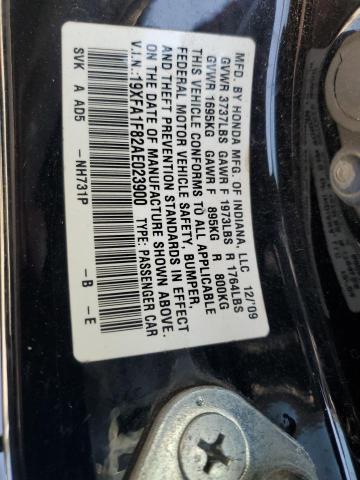 MFD. BY HONDA MFG. OF INDIANA, LLC 12/'09
GVWR 3737LBS GAWR F 1973LBS R 1764LBS
GVWR 1695KG GAWR F 895KG R 800KG
THIS VEHICLE CONFORMS TO ALL APPLICABLE
FEDERAL MOTOR VEHICLE SAFETY, BUMPER,
AND THEFT PREVENTION STANDARDS IN EFFECT
ON THE DATE OF MANUFACTURE SHOWN ABOVE.
V.I.N.:19XFA1F82AE023900 TYPE:PASSENGER CAR
SVK A AD5 -NH731P -B -E